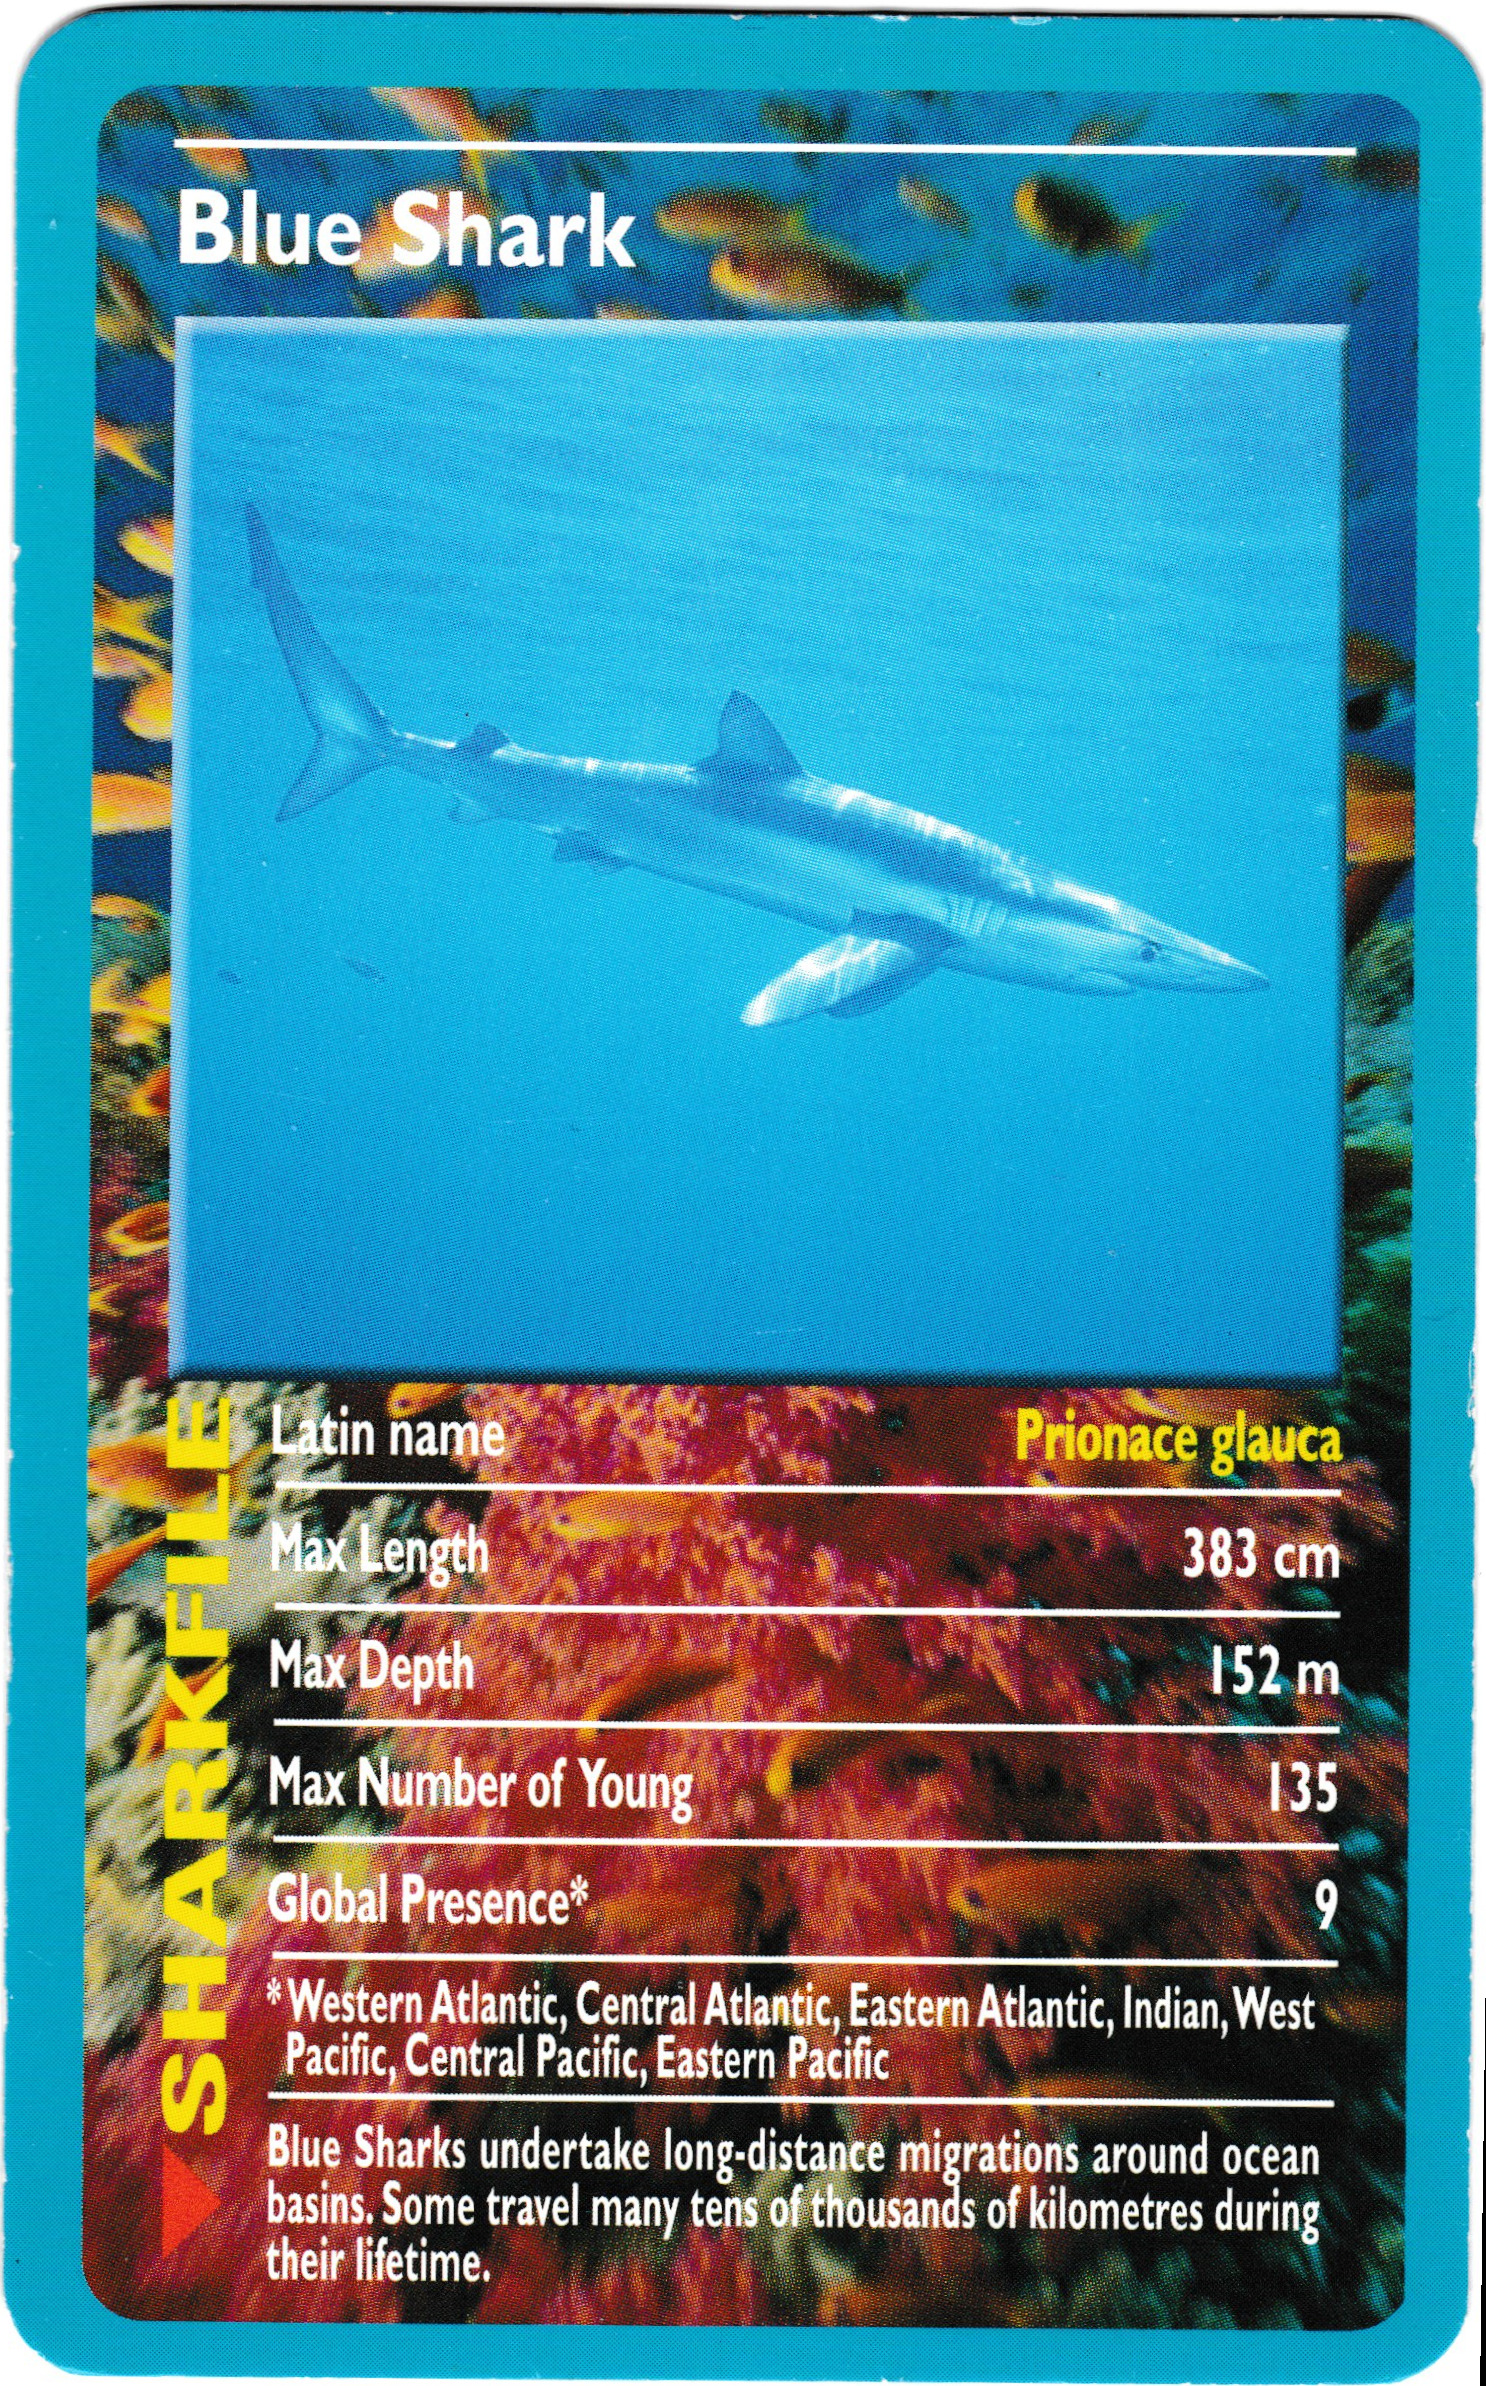 Blue Shark
SHARKFILE
Latin name Prionace glauca
Max Length 383 cm
Max Depth 152 m
Max Number of Young 135
Global Presence* 9
*Western Atlantic, Central Atlantic, Eastern Atlantic, Indian, West
Pacific, Central Pacific, Eastern Pacific
Blue Sharks undertake long-distance migrations around ocean
basins. Some travel many tens of thousands of kilometres during
their lifetime.